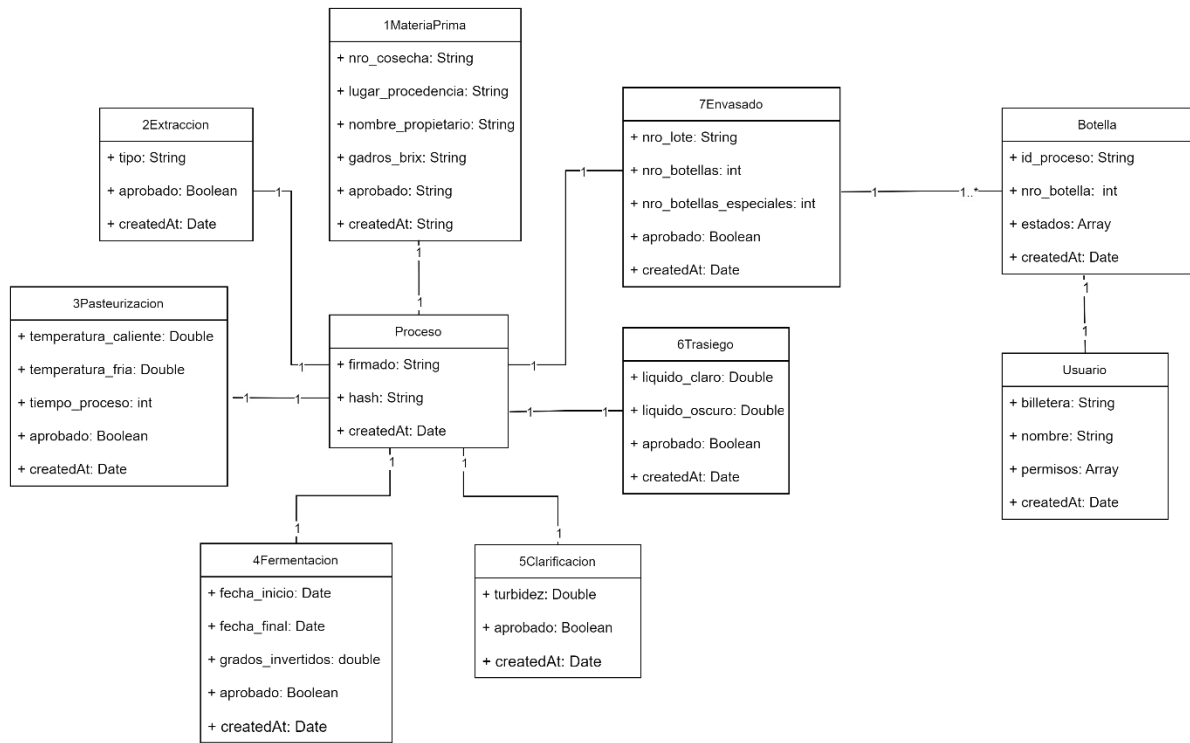 1MateriaPrima
+ nro_cosecha: String
+ lugar_procedencia: String
+ nombre_propietario: String
+ gadros_brix: String
+ aprobado: String
+ createdAt: String
2Extraccion
+ tipo: String
+ aprobado: Boolean
+ createdAt: Date
7Envasado
+ nro_lote: String
+ nro_botellas: int
+ nro_botellas_especiales: int
+ aprobado: Boolean
+ createdAt: Date
Botella
+ id_proceso: String
+ nro_botella: int
+ estados: Array
+ createdAt: Date
1
1
1
1..*
1
1
3Pasteurizacion
+ temperatura_caliente: Double
+ temperatura_fria: Double
+ tiempo_proceso: int
+ aprobado: Boolean
+ createdAt: Date
1
1
Proceso
+ firmado: String
+ hash: String
+ createdAt: Date
1
1
1
1
1
1
6Trasiego
+ liquido_claro: Double
+ liquido_oscuro: Double
+ aprobado: Boolean
+ createdAt: Date
1
1
Usuario
+ billetera: String
+ nombre: String
+ permisos: Array
+ createdAt: Date
1
1
4Fermentacion
+ fecha_inicio: Date
+ fecha_final: Date
+ grados_invertidos: double
+ aprobado: Boolean
+ createdAt: Date
5Clarificacion
+ turbidez: Double
+ aprobado: Boolean
+ createdAt: Date